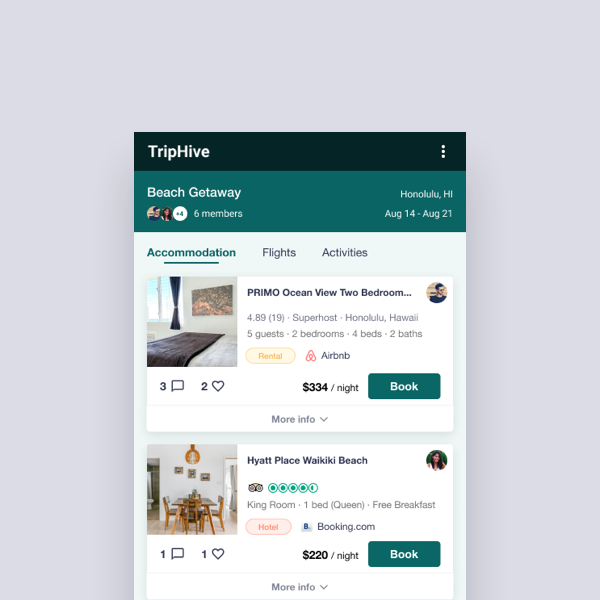 TripHive
Beach Getaway
Honolulu, HI
+4 6 members
Aug 14 - Aug 21
Accommodation Flights Activities
PRIMO Ocean View Two Bedroom...
4.89 (19) · Superhost · Honolulu, Hawaii
5 guests · 2 bedrooms · 4 beds · 2 baths
Rental Airbnb
3 2 $334 / night Book
More info
Hyatt Place Waikiki Beach
King Room · 1 bed (Queen) · Free Breakfast
Hotel B. Booking.com
1 1 $220 / night Book
More info